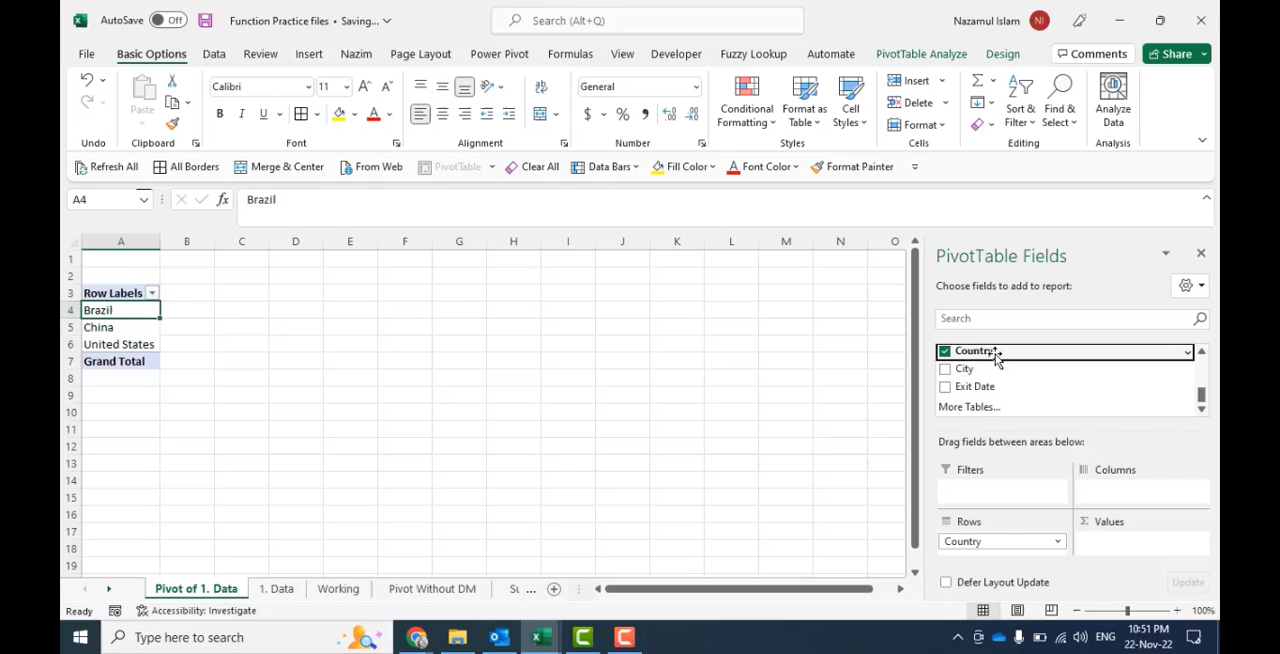 AutoSave Off Function Practice files • Saving... Search (Alt+Q) Nazamul Islam NI
File Basic Options Data Review Insert Nazim Page Layout Power Pivot Formulas View Developer Fuzzy Lookup Automate PivotTable Analyze Design Comments Share
Paste Calibri 11 General Conditional Formatting Format as Table Cell Styles Insert Delete Format Sort & Filter Find & Select Analyze Data
Undo Clipboard Font Alignment Number Styles Cells Editing Analysis
Refresh All All Borders Merge & Center From Web PivotTable Clear All Data Bars Fill Color Font Color Format Painter
A4 fx Brazil
A B C D E F G H I J K L M N O
1
2
3 Row Labels
4 Brazil
5 China
6 United States
7 Grand Total
8
9
10
11
12
13
14
15
16
17
18
19
PivotTable Fields
Choose fields to add to report:
Search
Country
City
Exit Date
More Tables...
Drag fields between areas below:
Filters Columns
Rows Values
Country
Defer Layout Update Update
Pivot of 1. Data 1. Data Working Pivot Without DM Su ...
Ready Accessibility: Investigate 100%
Type here to search ENG 10:51 PM
22-Nov-22